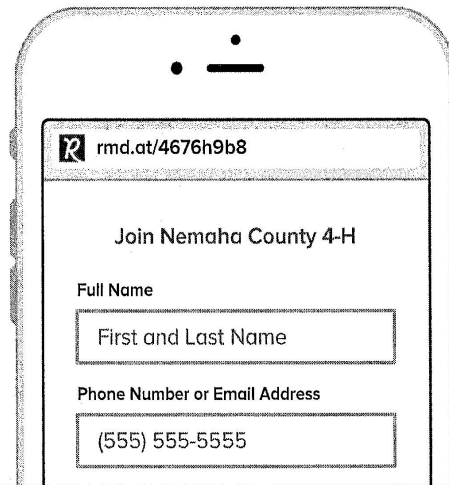 R rmd.at/4676h9b8
Join Nemaha County 4-H
Full Name
First and Last Name
Phone Number or Email Address
(555) 555-5555